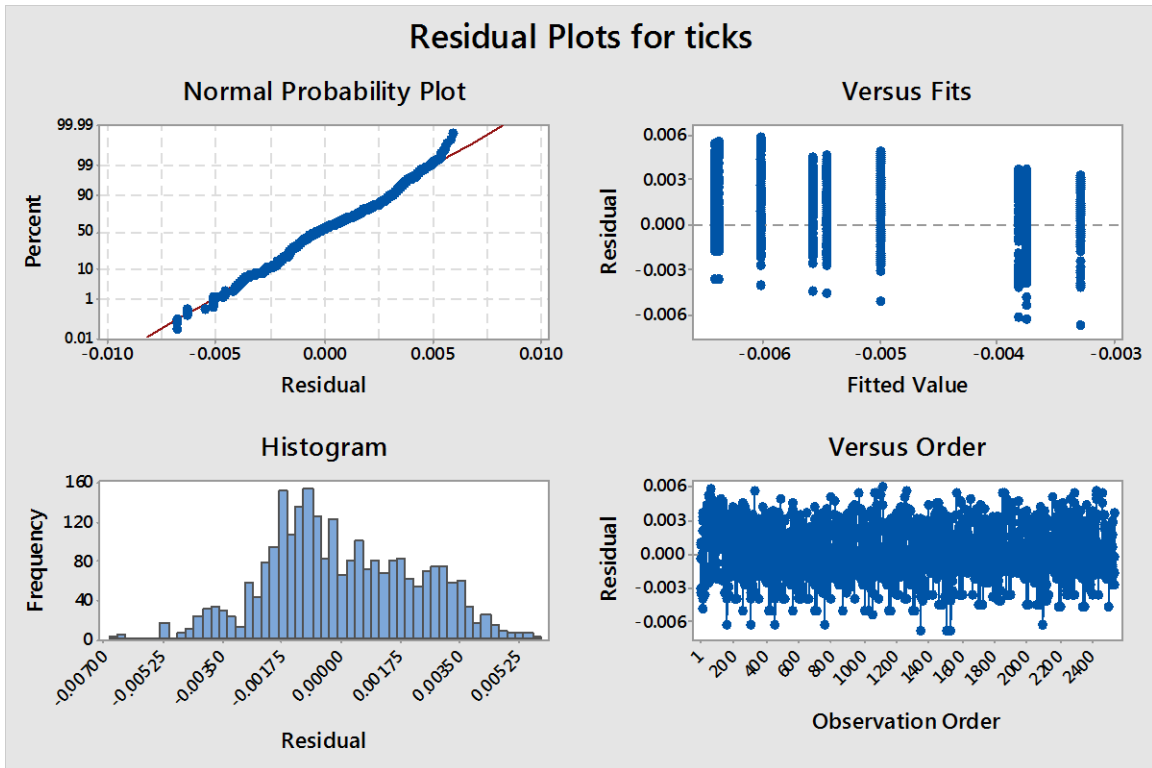 Residual Plots for ticks
Normal Probability Plot
99.99
99
90
50
10
1
0.01
Percent
-0.010 -0.005 0.000 0.005 0.010
Residual
Versus Fits
0.006
0.003
0.000
-0.003
-0.006
Residual
-0.006 -0.005 -0.004 -0.003
Fitted Value
Histogram
160
120
80
40
0
Frequency
-0.00700 -0.00525 -0.00350 -0.00175 0.00000 0.00175 0.00350 0.00525
Residual
Versus Order
0.006
0.003
0.000
-0.003
-0.006
Residual
1 200 400 600 800 1000 1200 1400 1600 1800 2000 2200 2400
Observation Order